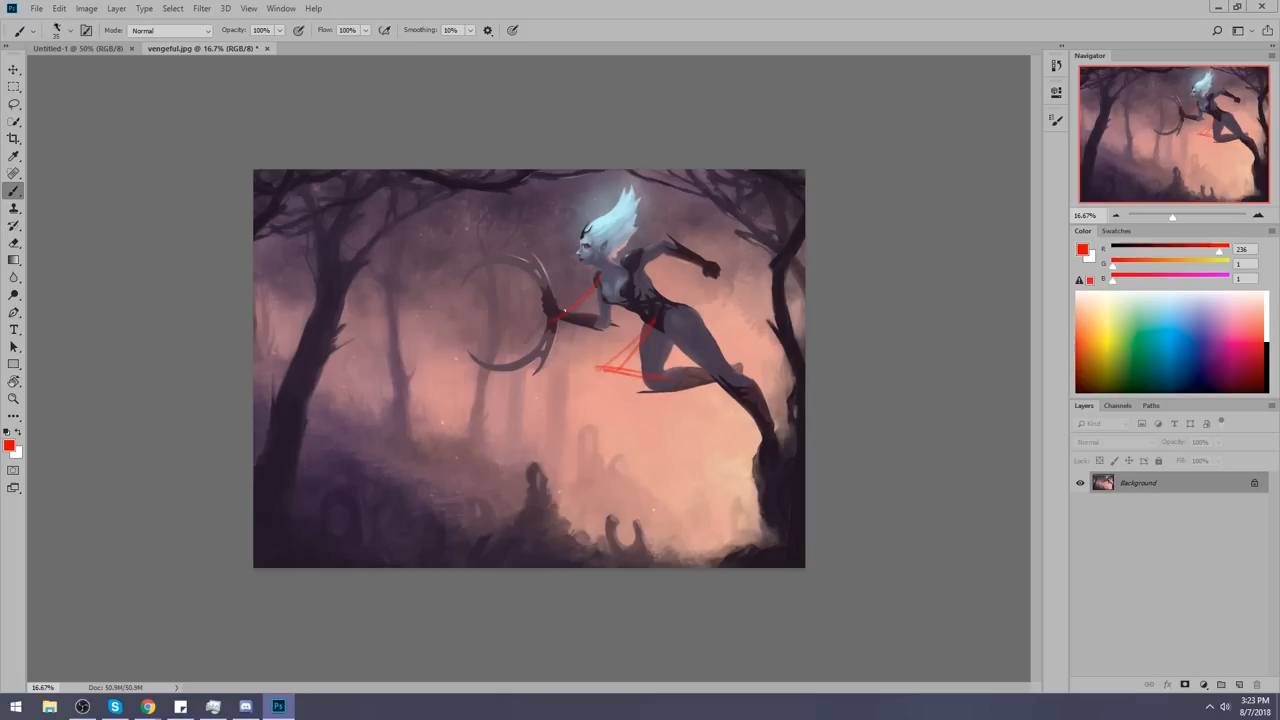 Ps File Edit Image Layer Type Select Filter 3D View Window Help
35 Mode: Normal Opacity: 100% Flow: 100% Smoothing: 10%
Untitled-1 @ 50% (RGB/8) × vengeful.jpg @ 16.7% (RGB/8) * ×
Navigator
16.67%
Color Swatches
R 236
G 1
B 1
Layers Channels Paths
Kind
Normal Opacity: 100%
Lock: Fill: 100%
Background
16.67% Doc: 50.9M/50.9M
Ps
3:23 PM
8/7/2018